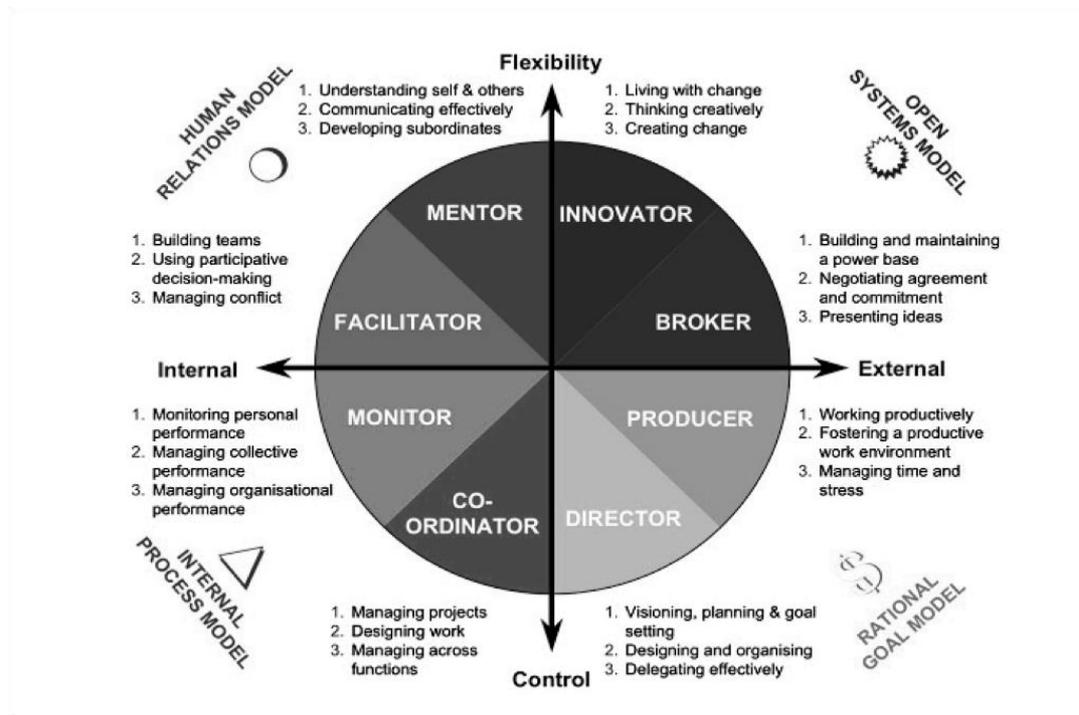 Flexibility
HUMAN
RELATIONS MODEL
1. Understanding self & others
2. Communicating effectively
3. Developing subordinates
1. Living with change
2. Thinking creatively
3. Creating change
OPEN
SYSTEMS MODEL
MENTOR
INNOVATOR
1. Building teams
2. Using participative
decision-making
3. Managing conflict
1. Building and maintaining
a power base
2. Negotiating agreement
and commitment
3. Presenting ideas
FACILITATOR
BROKER
Internal
External
1. Monitoring personal
performance
2. Managing collective
performance
3. Managing organisational
performance
MONITOR
PRODUCER
1. Working productively
2. Fostering a productive
work environment
3. Managing time and
stress
CO-
ORDINATOR
DIRECTOR
INTERNAL
PROCESS MODEL
1. Managing projects
2. Designing work
3. Managing across
functions
1. Visioning, planning & goal
setting
2. Designing and organising
3. Delegating effectively
$
RATIONAL
GOAL MODEL
Control